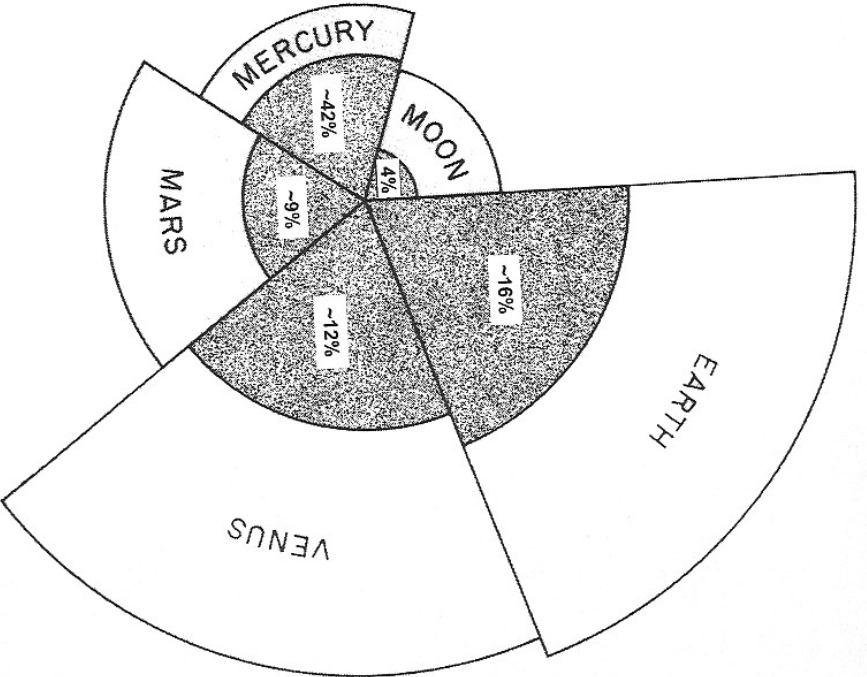 MERCURY
~42%
MOON
4%
MARS
~9%
~16%
EARTH
~12%
VENUS